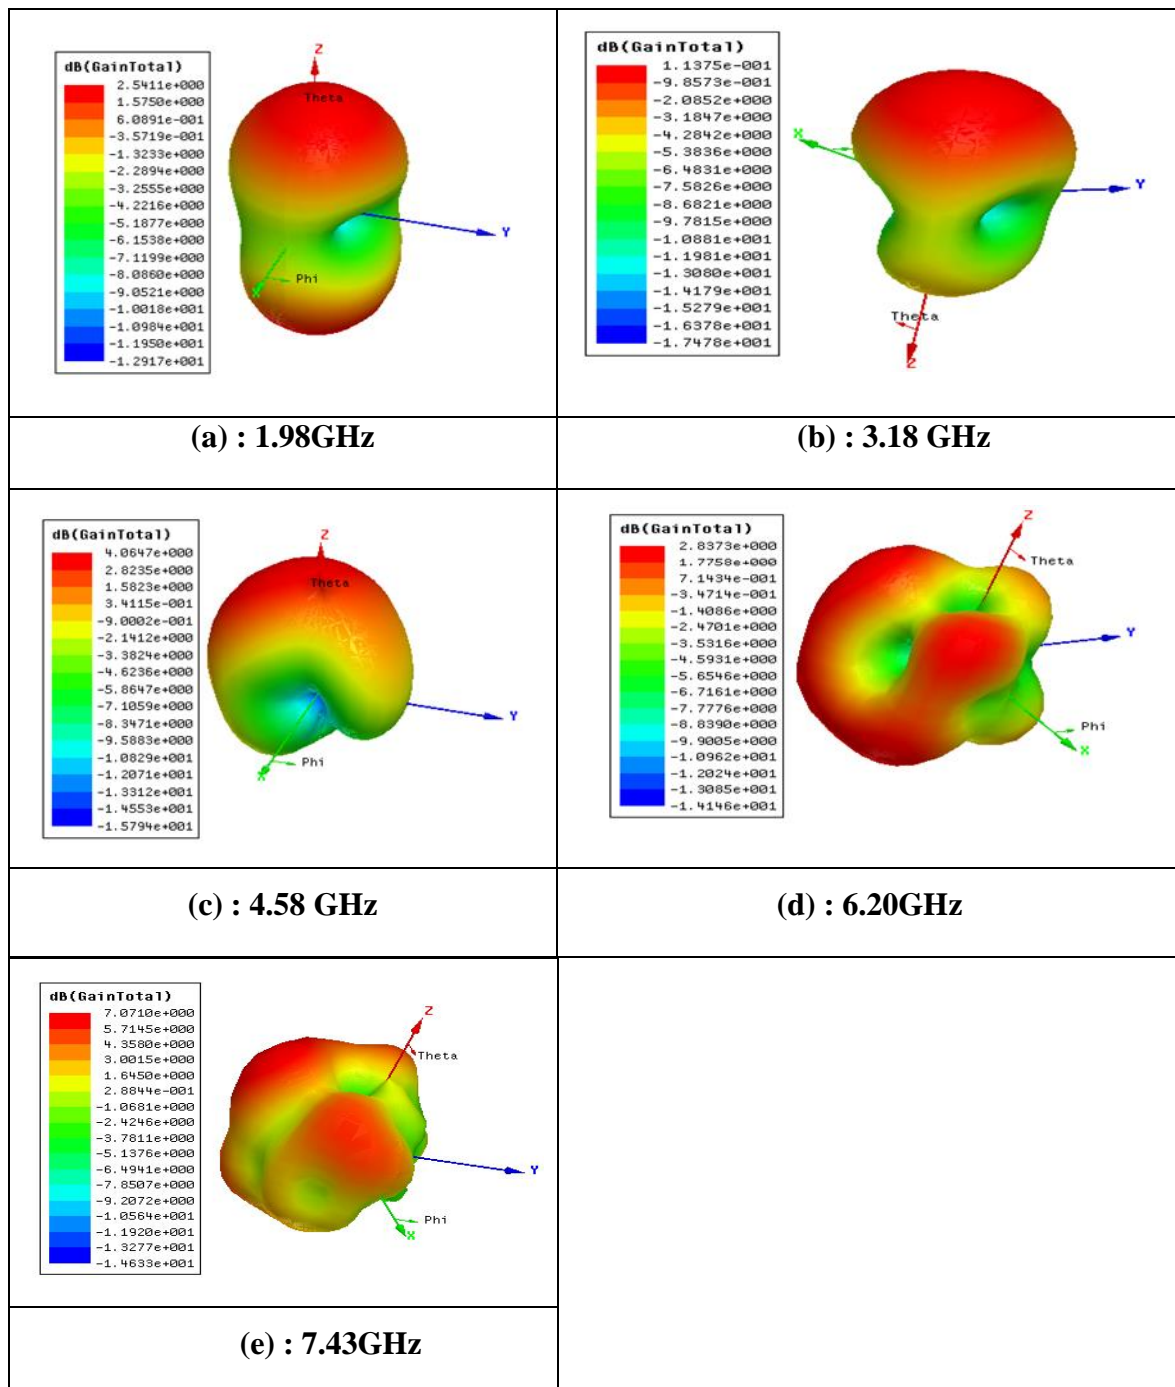 dB(GainTotal)
2.5411e+000
1.5750e+000
6.0891e-001
-3.5719e-001
-1.3233e+000
-2.2894e+000
-3.2555e+000
-4.2216e+000
-5.1877e+000
-6.1538e+000
-7.1199e+000
-8.0860e+000
-9.0521e+000
-1.0018e+001
-1.0984e+001
-1.1950e+001
-1.2917e+001
Z
Theta
Y
Phi
X
(a) : 1.98GHz
dB(GainTotal)
1.1375e-001
-9.8573e-001
-2.0852e+000
-3.1847e+000
-4.2842e+000
-5.3836e+000
-6.4831e+000
-7.5826e+000
-8.6821e+000
-9.7815e+000
-1.0881e+001
-1.1981e+001
-1.3080e+001
-1.4179e+001
-1.5279e+001
-1.6378e+001
-1.7478e+001
X
Y
Theta
Z
(b) : 3.18 GHz
dB(GainTotal)
4.0647e+000
2.8235e+000
1.5823e+000
3.4115e-001
-9.0002e-001
-2.1412e+000
-3.3824e+000
-4.6236e+000
-5.8647e+000
-7.1059e+000
-8.3471e+000
-9.5883e+000
-1.0829e+001
-1.2071e+001
-1.3312e+001
-1.4553e+001
-1.5794e+001
Z
Theta
Y
Phi
X
(c) : 4.58 GHz
dB(GainTotal)
2.8373e+000
1.7758e+000
7.1434e-001
-3.4714e-001
-1.4086e+000
-2.4701e+000
-3.5316e+000
-4.5931e+000
-5.6546e+000
-6.7161e+000
-7.7776e+000
-8.8390e+000
-9.9005e+000
-1.0962e+001
-1.2024e+001
-1.3085e+001
-1.4146e+001
Z
Theta
Y
Phi
X
(d) : 6.20GHz
dB(GainTotal)
7.0710e+000
5.7145e+000
4.3580e+000
3.0015e+000
1.6450e+000
2.8844e-001
-1.0681e+000
-2.4246e+000
-3.7811e+000
-5.1376e+000
-6.4941e+000
-7.8507e+000
-9.2072e+000
-1.0564e+001
-1.1920e+001
-1.3277e+001
-1.4633e+001
Z
Theta
Y
Phi
X
(e) : 7.43GHz